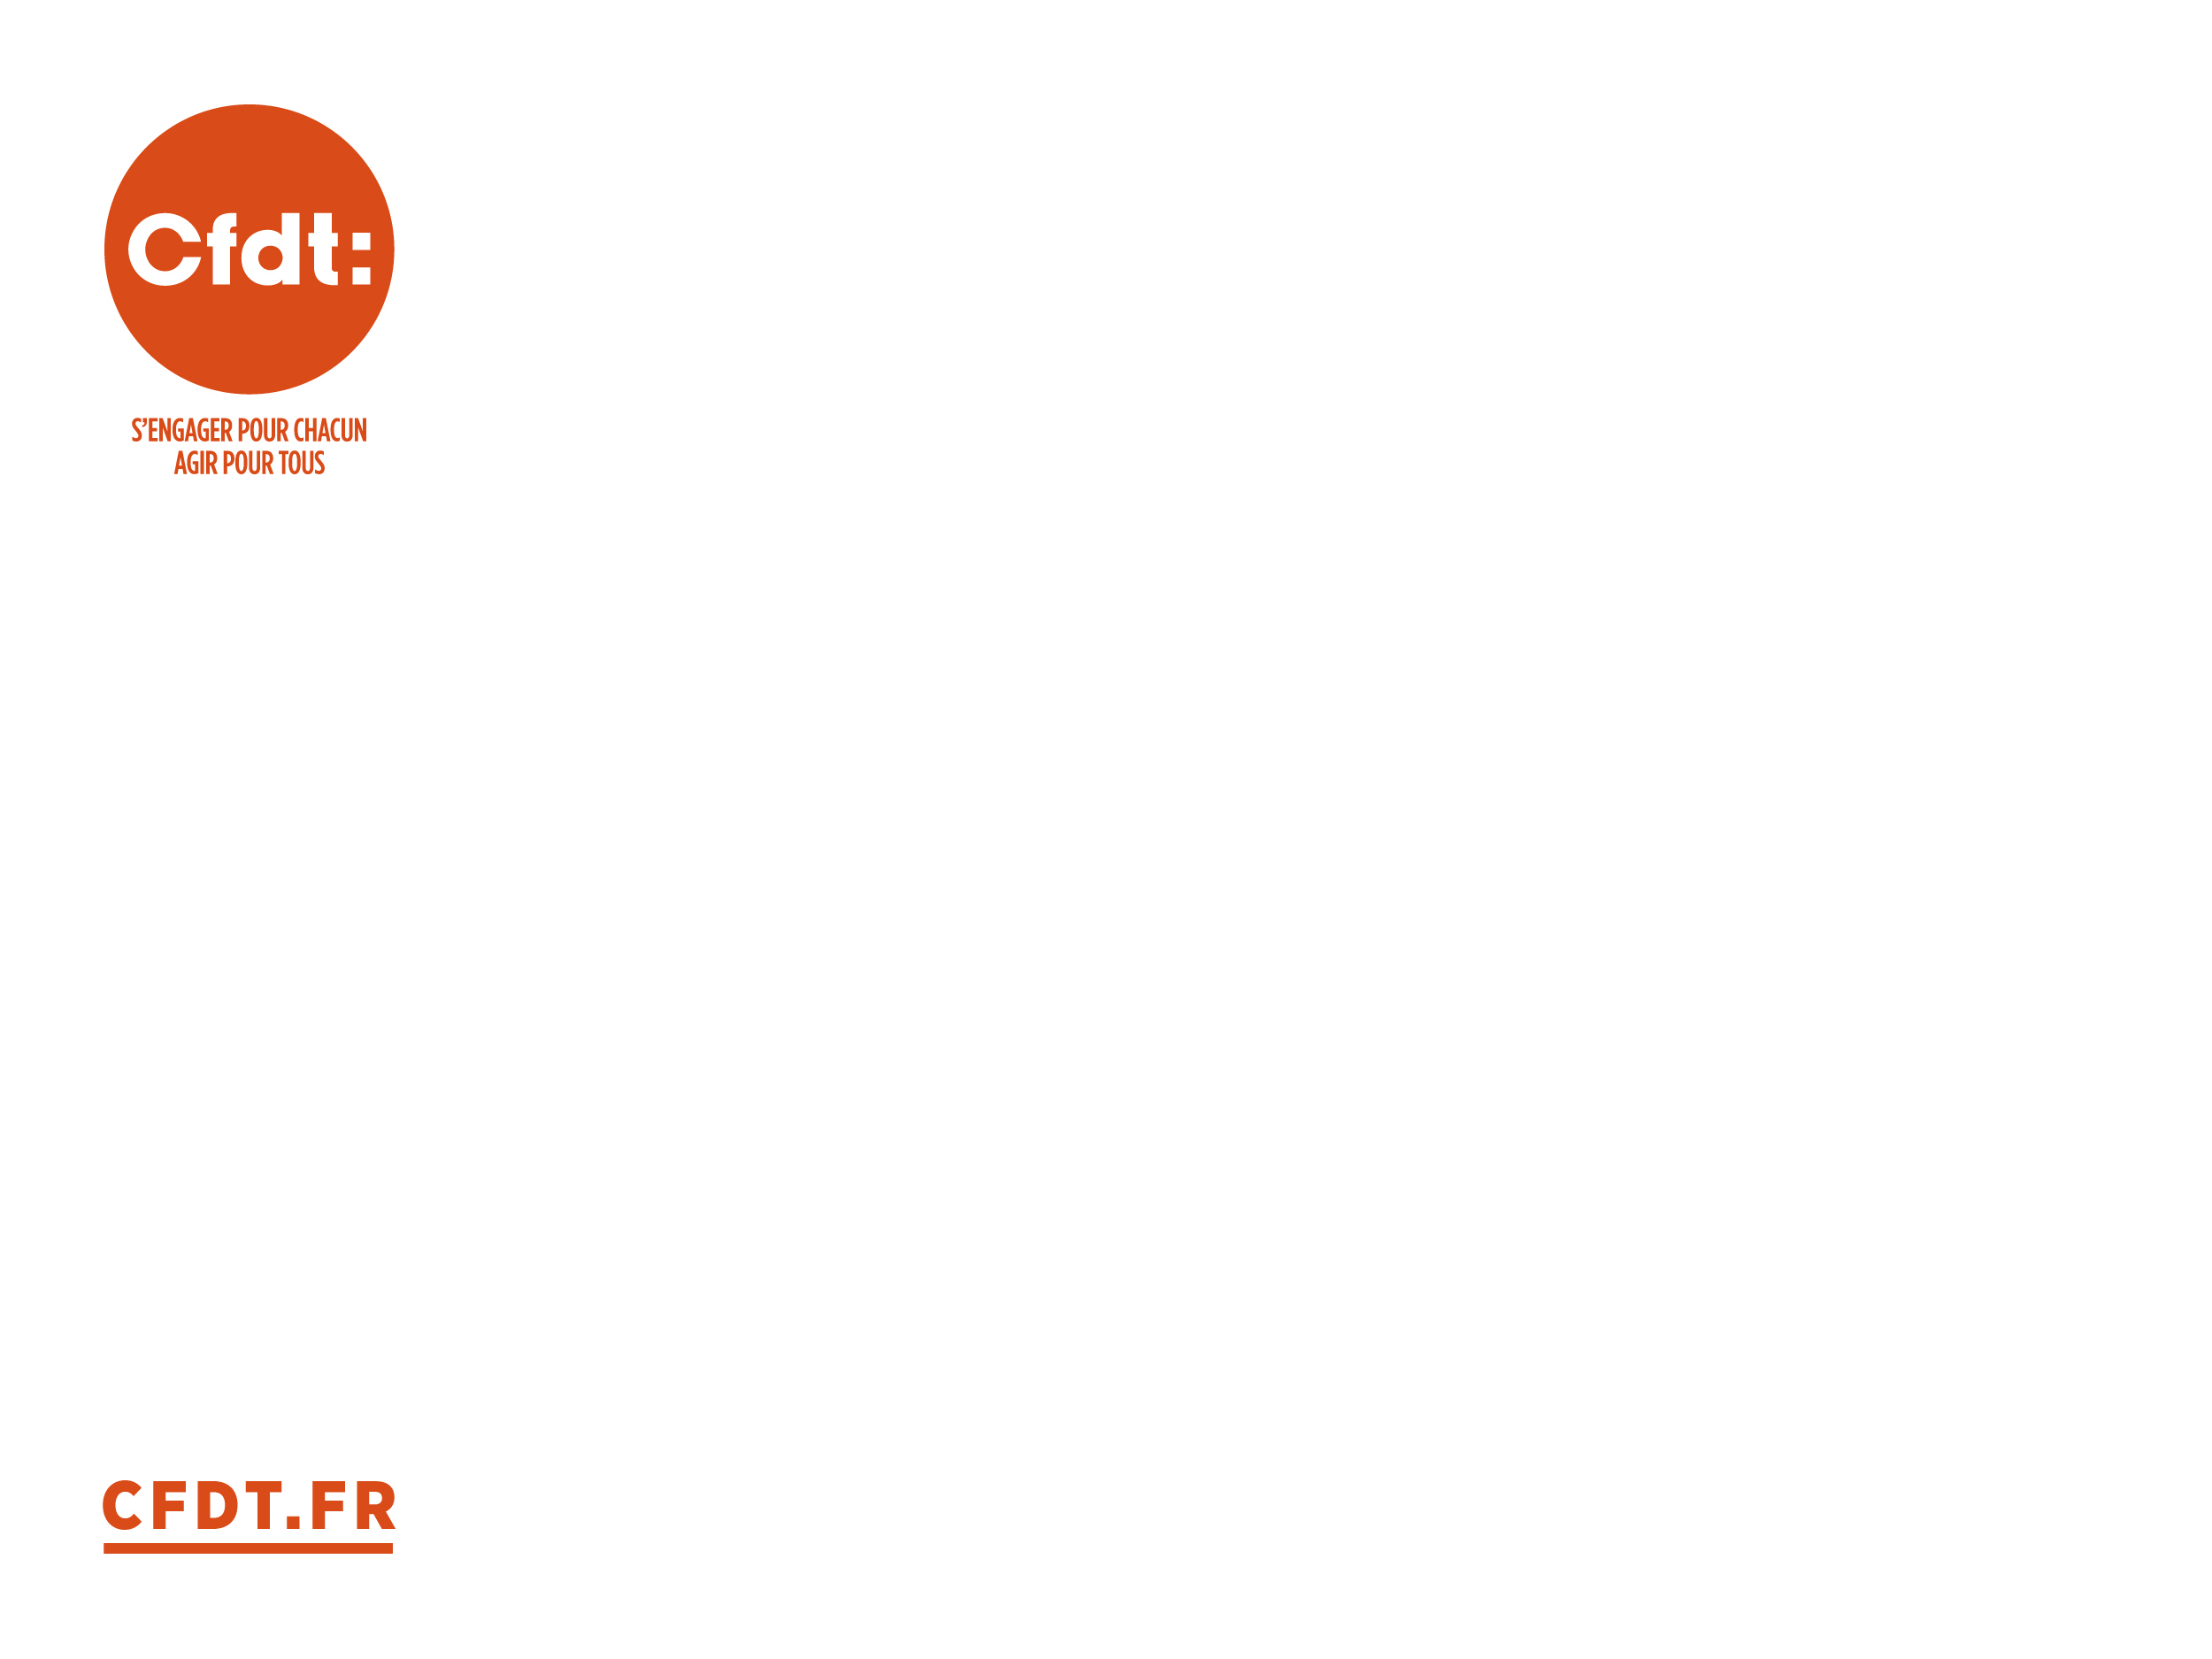 Cfdt:
S'ENGAGER POUR CHACUN
AGIR POUR TOUS
CFDT.FR